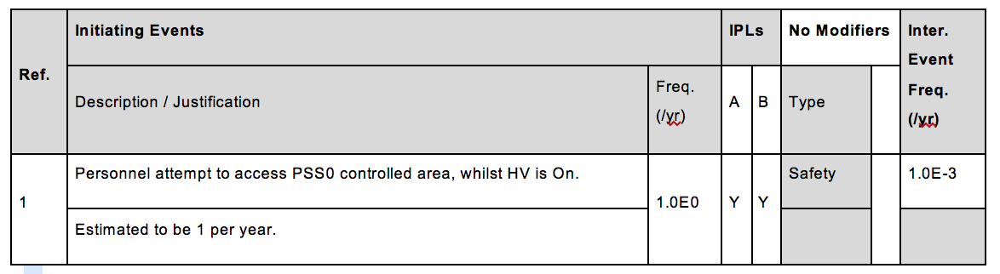 Ref.
Initiating Events
IPLs
No Modifiers
Inter.
Event
Freq.
(/yr)
Description / Justification
Freq.
(/yr)
A
B
Type
1
Personnel attempt to access PSS0 controlled area, whilst HV is On.
1.0E0
Y
Y
Safety
1.0E-3
Estimated to be 1 per year.